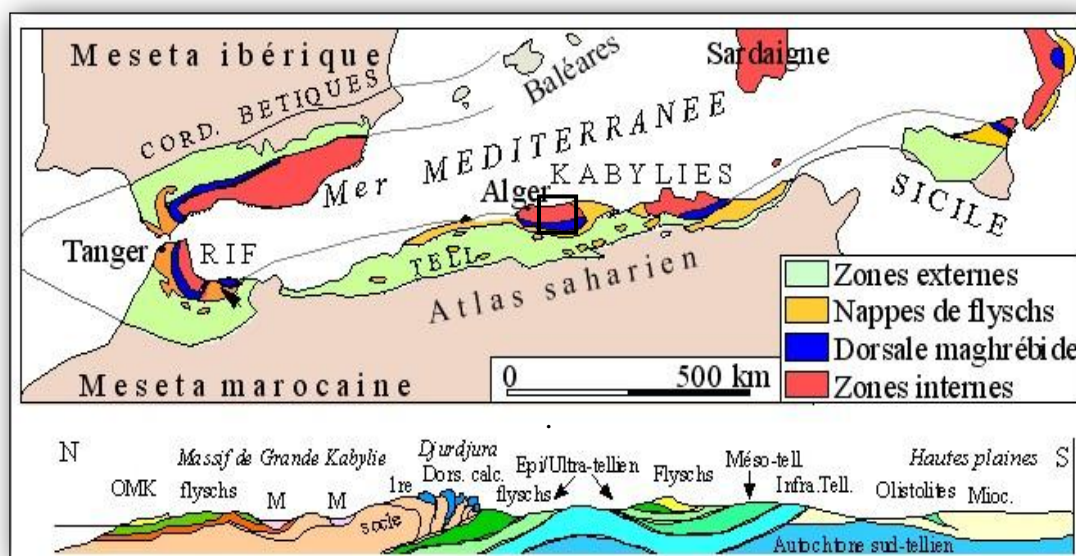 Meseta ibérique
Sardaigne
Baléares
CORD. BETIQUES
MEDITERRANEE
Mer
Alger
KABYLIES
SICILE
Tanger
RIF
TELL
Atlas saharien
Zones externes
Nappes de flyschs
Dorsale maghrébide
Zones internes
0 500 km
Meseta marocaine
N
S
Massif de Grande Kabylie
Djurdjura
Hautes plaines
OMK
flyschs
M
M
1re
socle
Dors. calc.
flyschs
Epi/Ultra-tellien
Flyschs
Méso-tell.
Infra.Tell.
Olistolites
Mioc.
Autochtone sud-tellien